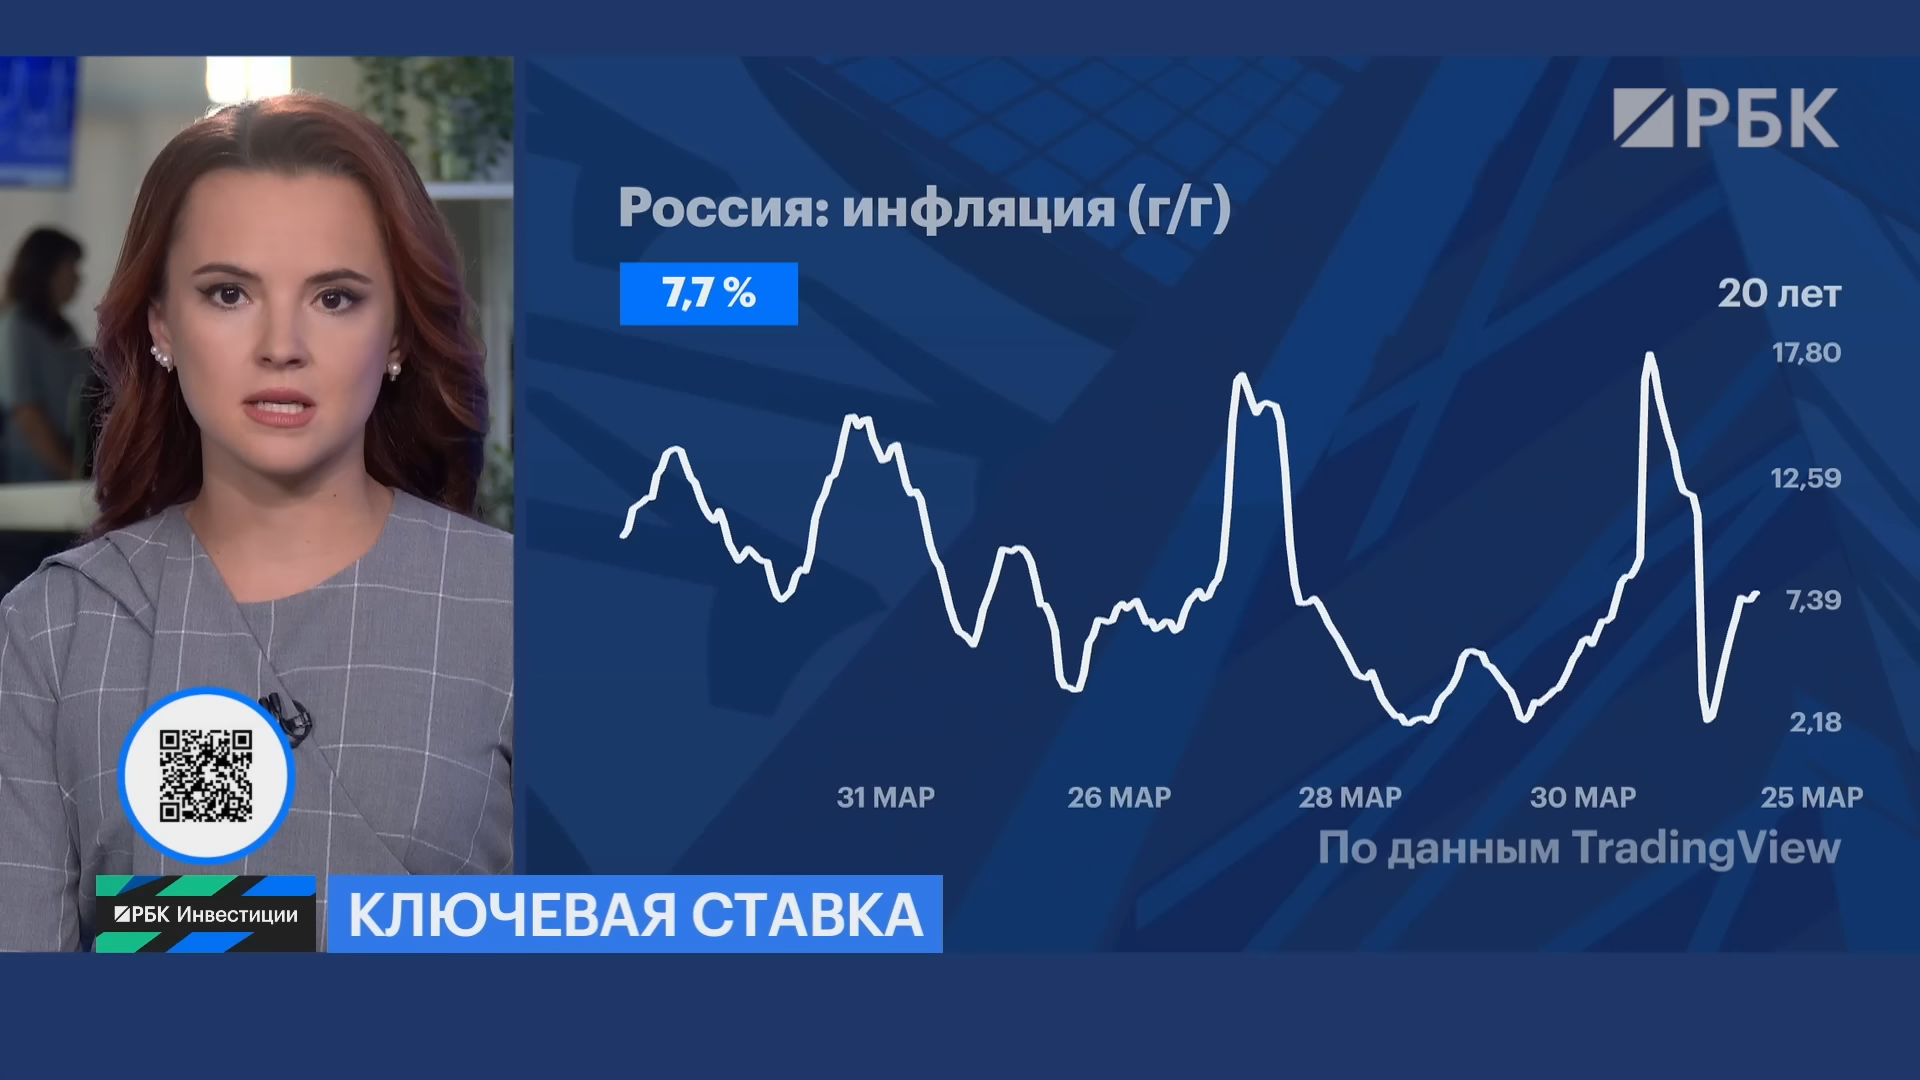 РБК
Россия: инфляция (г/г)
7,7 %
20 лет
17,80
12,59
7,39
2,18
31 МАР
26 МАР
28 МАР
30 МАР
25 МАР
По данным TradingView
РБК Инвестиции
КЛЮЧЕВАЯ СТАВКА